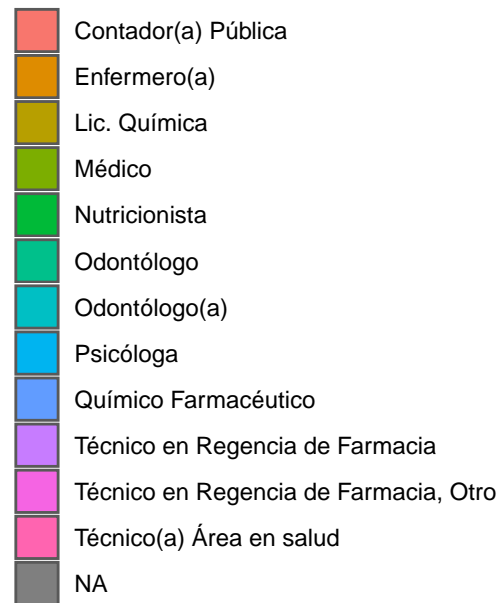 Contador(a) Pública
Enfermero(a)
Lic. Química
Médico
Nutricionista
Odontólogo
Odontólogo(a)
Psicóloga
Químico Farmacéutico
Técnico en Regencia de Farmacia
Técnico en Regencia de Farmacia, Otro
Técnico(a) Área en salud
NA